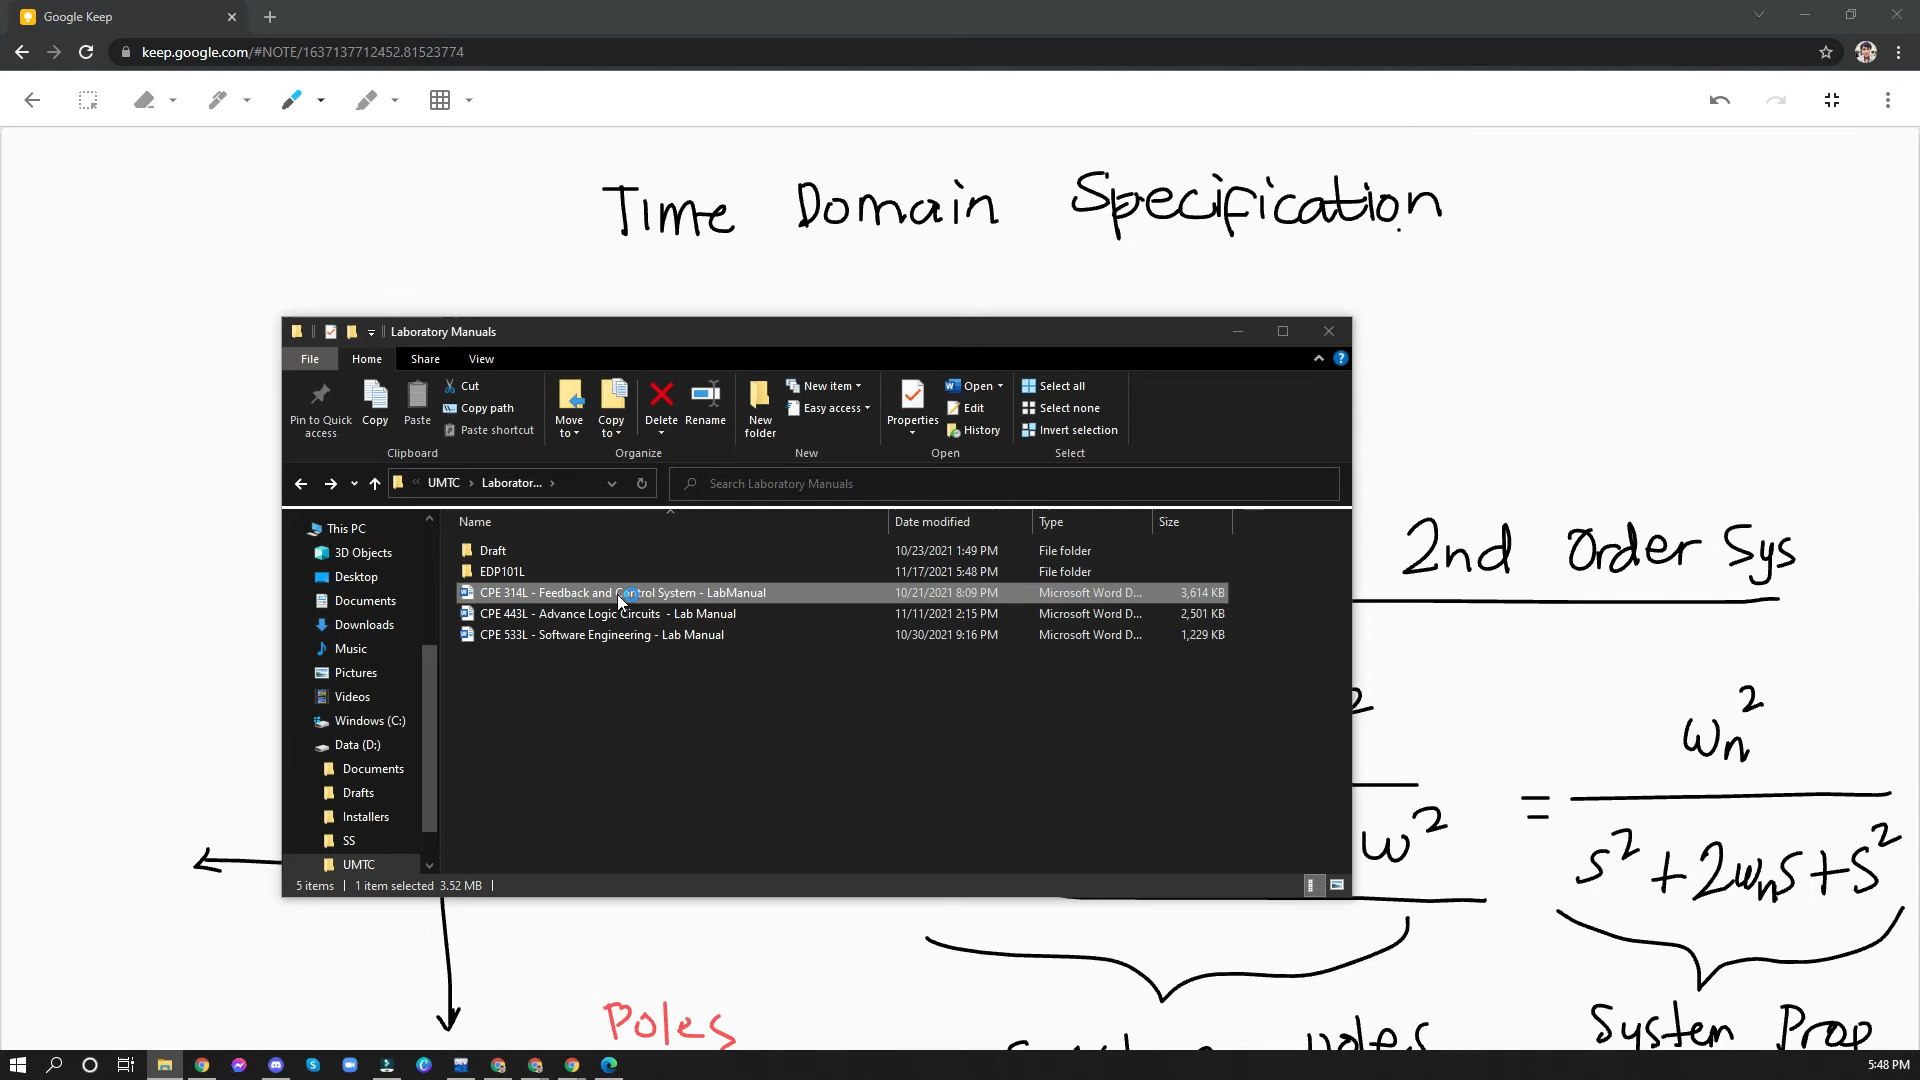 Google Keep
keep.google.com/#NOTE/1637137712452.81523774
Time Domain Specification
Laboratory Manuals
File Home Share View
Pin to Quick access
Copy
Paste
Cut
Copy path
Paste shortcut
Clipboard
Move to
Copy to
Delete
Rename
Organize
New folder
New item
Easy access
New
Properties
Open
Edit
History
Open
Select all
Select none
Invert selection
Select
« UMTC › Laborator... ›
Search Laboratory Manuals
This PC
3D Objects
Desktop
Documents
Downloads
Music
Pictures
Videos
Windows (C:)
Data (D:)
Documents
Drafts
Installers
SS
UMTC
Name Date modified Type Size
Draft 10/23/2021 1:49 PM File folder
EDP101L 11/17/2021 5:48 PM File folder
CPE 314L - Feedback and Control System - LabManual 10/21/2021 8:09 PM Microsoft Word D... 3,614 KB
CPE 443L - Advance Logic Circuits - Lab Manual 11/11/2021 2:15 PM Microsoft Word D... 2,501 KB
CPE 533L - Software Engineering - Lab Manual 10/30/2021 9:16 PM Microsoft Word D... 1,229 KB
5 items 1 item selected 3.52 MB
2nd Order Sys
2
ω²
=
ωn²
s²+2ωns+s²
Poles
System Prop
5:48 PM